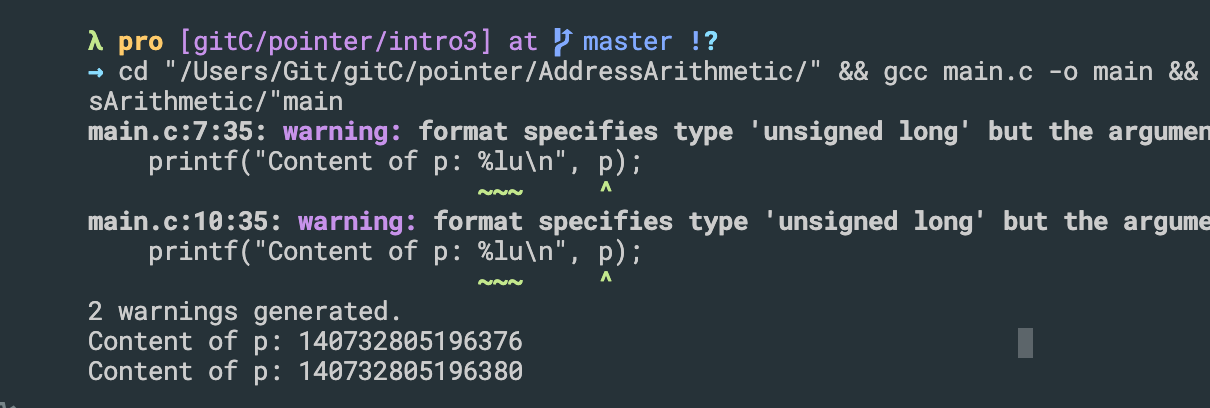 λ pro [gitC/pointer/intro3] at master !?
→ cd "/Users/Git/gitC/pointer/AddressArithmetic/" && gcc main.c -o main &&
sArithmetic/"main
main.c:7:35: warning: format specifies type 'unsigned long' but the argumen
printf("Content of p: %lu\n", p);
~~~ ^
main.c:10:35: warning: format specifies type 'unsigned long' but the argume
printf("Content of p: %lu\n", p);
~~~ ^
2 warnings generated.
Content of p: 140732805196376
Content of p: 140732805196380